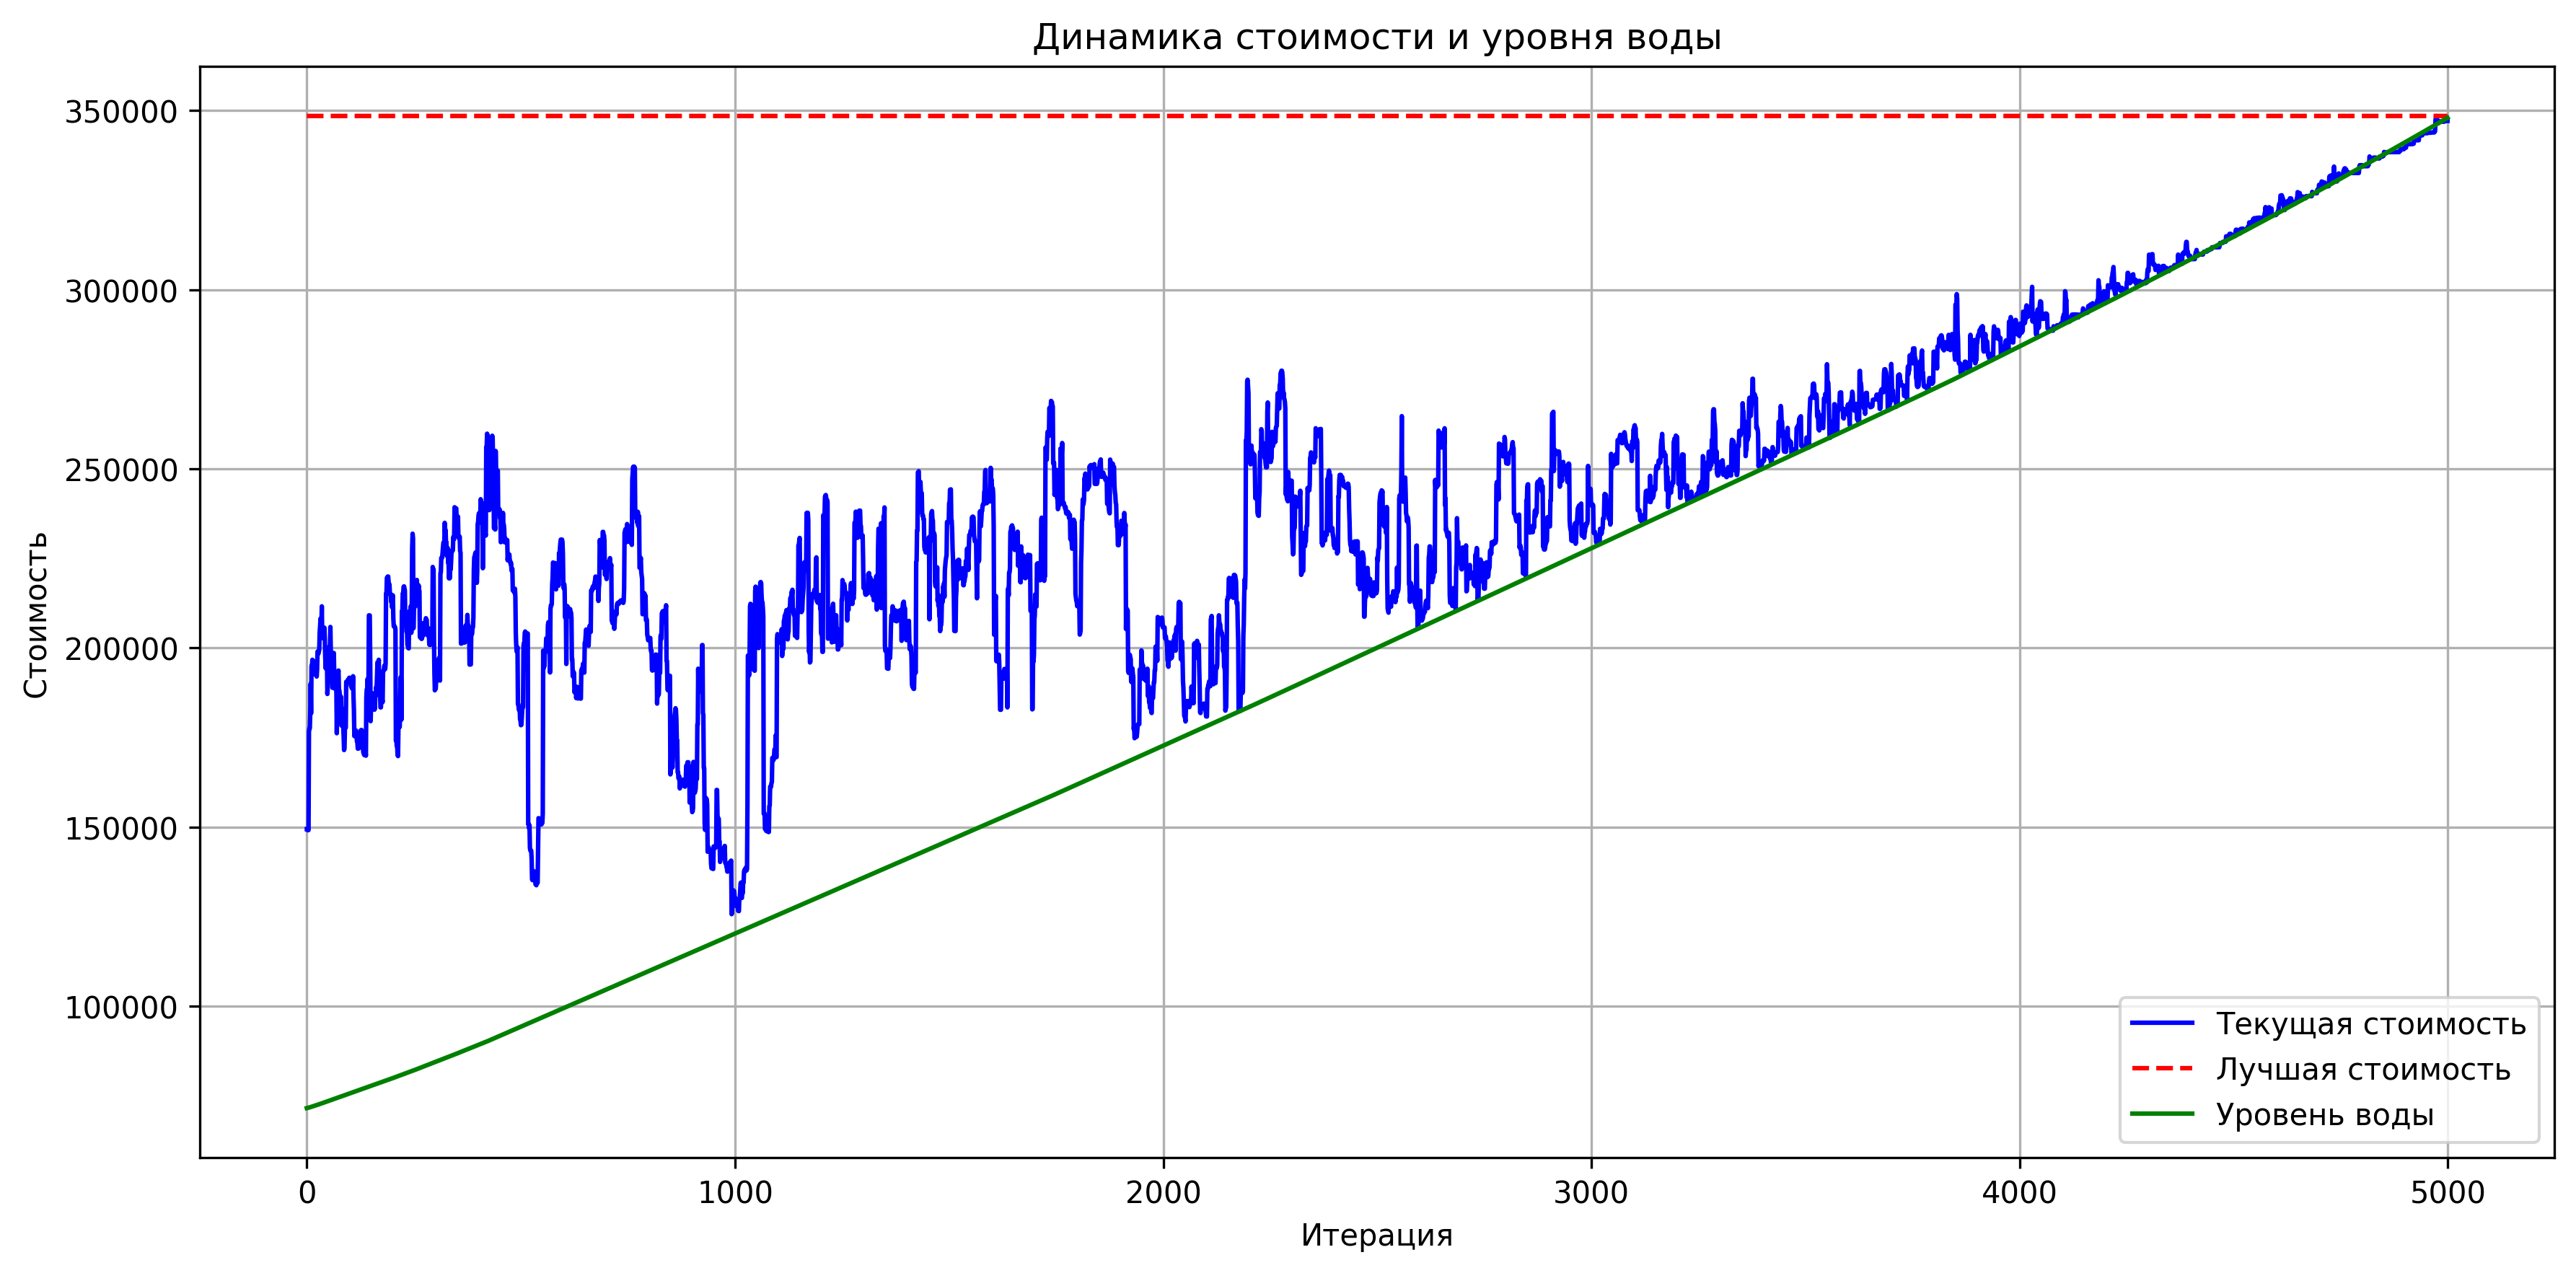 Динамика стоимости и уровня воды
Стоимость
350000
300000
250000
200000
150000
100000
0 1000 2000 3000 4000 5000
Итерация
Текущая стоимость
Лучшая стоимость
Уровень воды